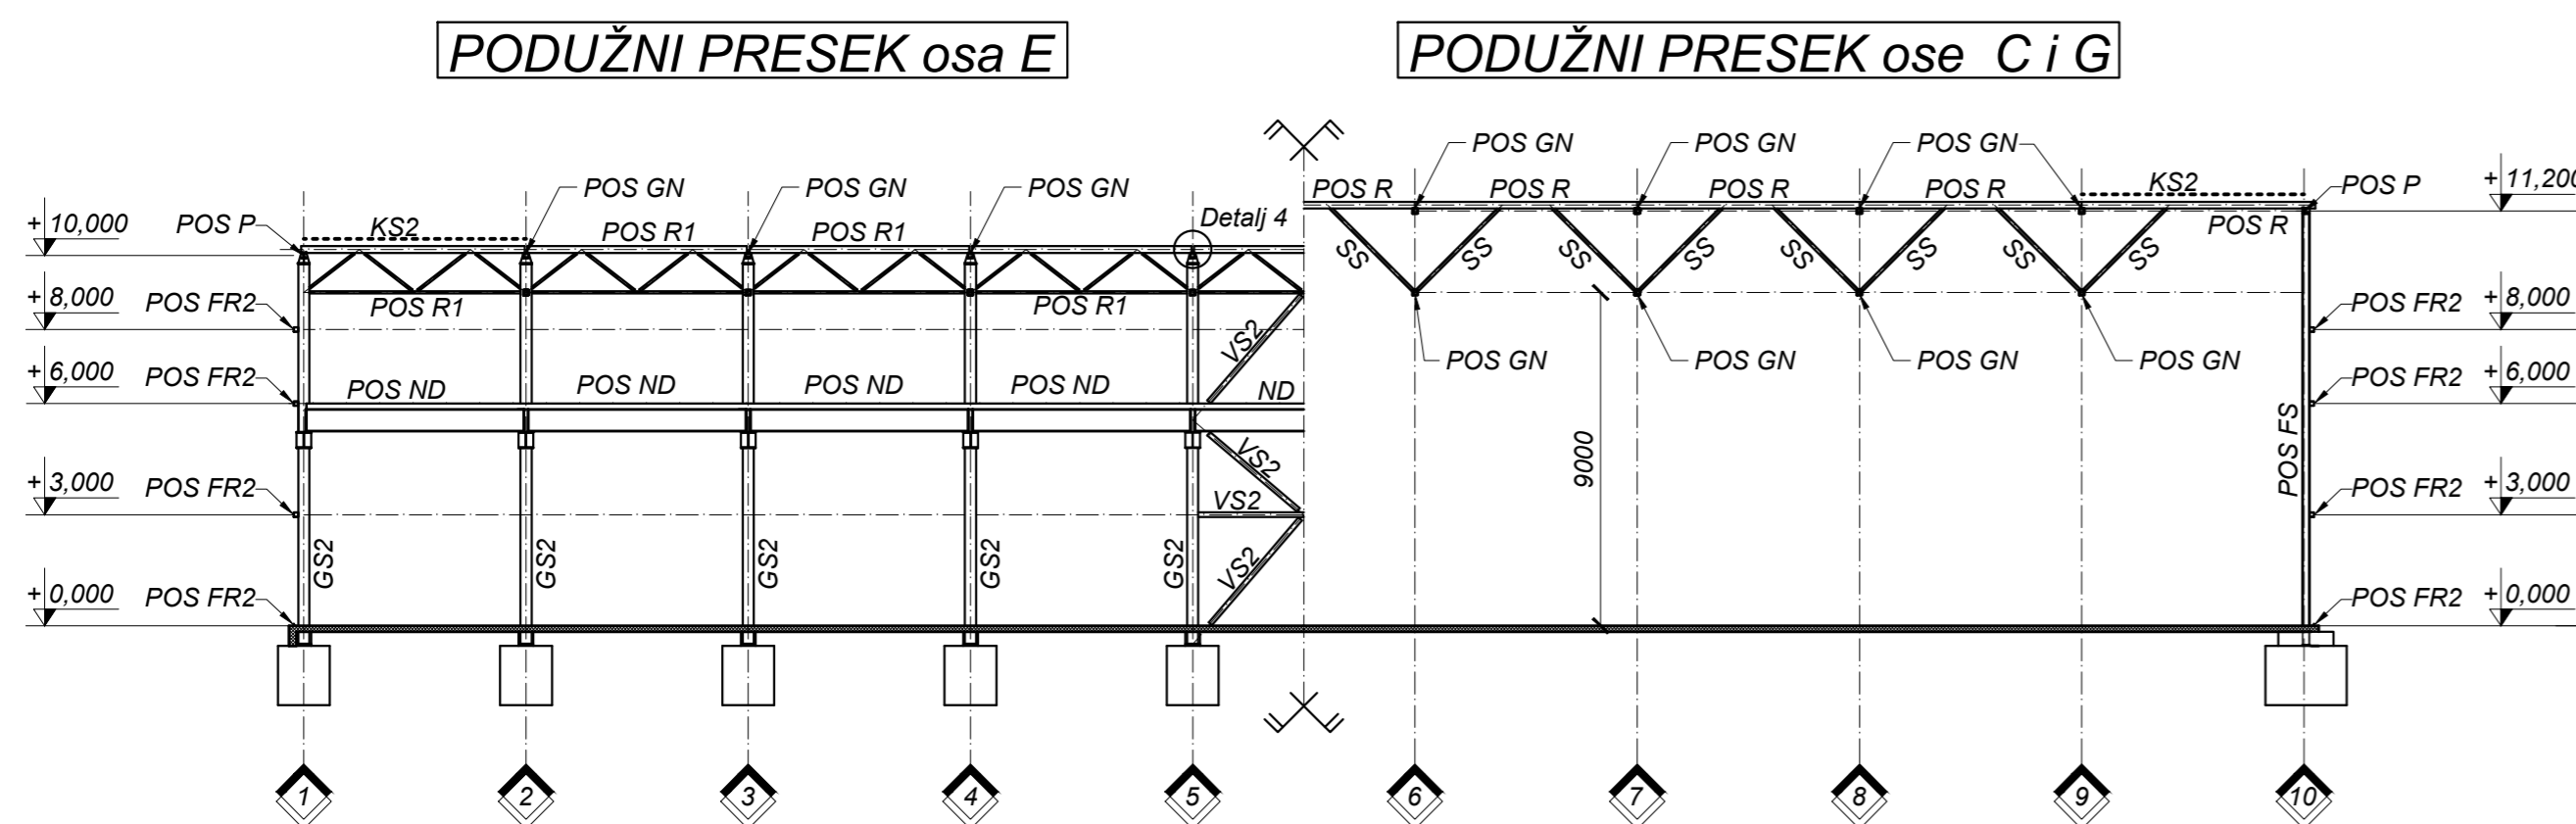 PODUŽNI PRESEK osa E
PODUŽNI PRESEK ose C i G
POS GN POS GN POS GN
POS GN POS GN POS GN
POS R POS R POS R POS R KS2 POS P + 11,200
+ 10,000 POS P KS2 POS R1 POS R1 Detalj 4 POS R
SS SS SS SS SS SS SS SS
+ 8,000 POS FR2 POS R1 POS R1 POS FR2 + 8,000
VS2
POS GN POS GN POS GN POS GN
+ 6,000 POS FR2 POS ND POS ND POS ND POS ND ND POS FR2 + 6,000
VS2
9000
POS FS
+ 3,000 POS FR2 VS2 POS FR2 + 3,000
GS2 GS2 GS2 GS2 GS2 VS2
+ 0,000 POS FR2 POS FR2 + 0,000
1 2 3 4 5 6 7 8 9 10